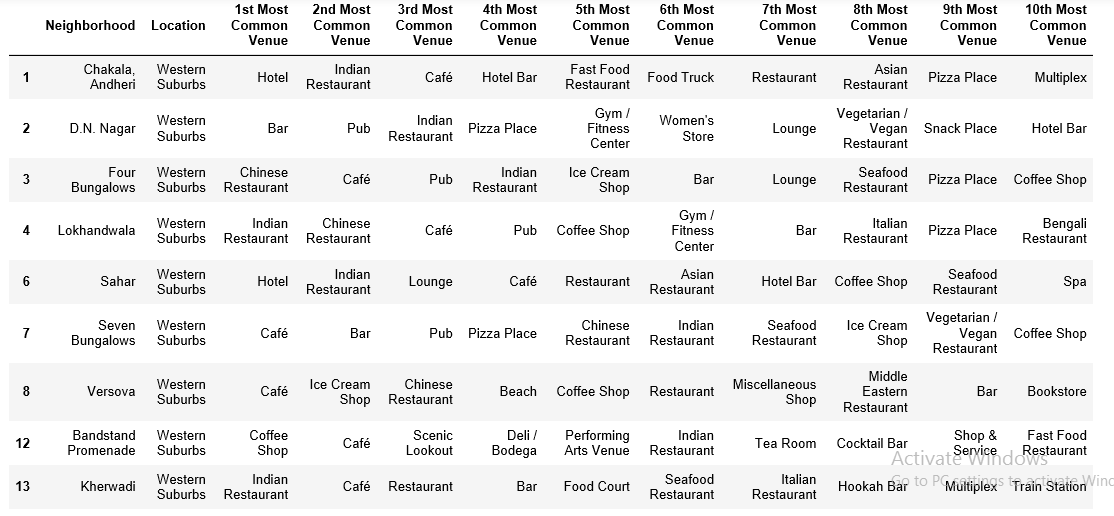 Neighborhood Location 1st Most Common Venue 2nd Most Common Venue 3rd Most Common Venue 4th Most Common Venue 5th Most Common Venue 6th Most Common Venue 7th Most Common Venue 8th Most Common Venue 9th Most Common Venue 10th Most Common Venue
1 Chakala, Andheri Western Suburbs Hotel Indian Restaurant Café Hotel Bar Fast Food Restaurant Food Truck Restaurant Asian Restaurant Pizza Place Multiplex
2 D.N. Nagar Western Suburbs Bar Pub Indian Restaurant Pizza Place Gym / Fitness Center Women's Store Lounge Vegetarian / Vegan Restaurant Snack Place Hotel Bar
3 Four Bungalows Western Suburbs Chinese Restaurant Café Pub Indian Restaurant Ice Cream Shop Bar Lounge Seafood Restaurant Pizza Place Coffee Shop
4 Lokhandwala Western Suburbs Indian Restaurant Chinese Restaurant Café Pub Coffee Shop Gym / Fitness Center Bar Italian Restaurant Pizza Place Bengali Restaurant
6 Sahar Western Suburbs Hotel Indian Restaurant Lounge Café Restaurant Asian Restaurant Hotel Bar Coffee Shop Seafood Restaurant Spa
7 Seven Bungalows Western Suburbs Café Bar Pub Pizza Place Chinese Restaurant Indian Restaurant Seafood Restaurant Ice Cream Shop Vegetarian / Vegan Restaurant Coffee Shop
8 Versova Western Suburbs Café Ice Cream Shop Chinese Restaurant Beach Coffee Shop Restaurant Miscellaneous Shop Middle Eastern Restaurant Bar Bookstore
12 Bandstand Promenade Western Suburbs Coffee Shop Café Scenic Lookout Deli / Bodega Performing Arts Venue Indian Restaurant Tea Room Cocktail Bar Shop & Service Fast Food Restaurant
13 Kherwadi Western Suburbs Indian Restaurant Café Restaurant Bar Food Court Seafood Restaurant Italian Restaurant Hookah Bar Multiplex Train Station
Activate Windows
Go to PC settings to activate Winc